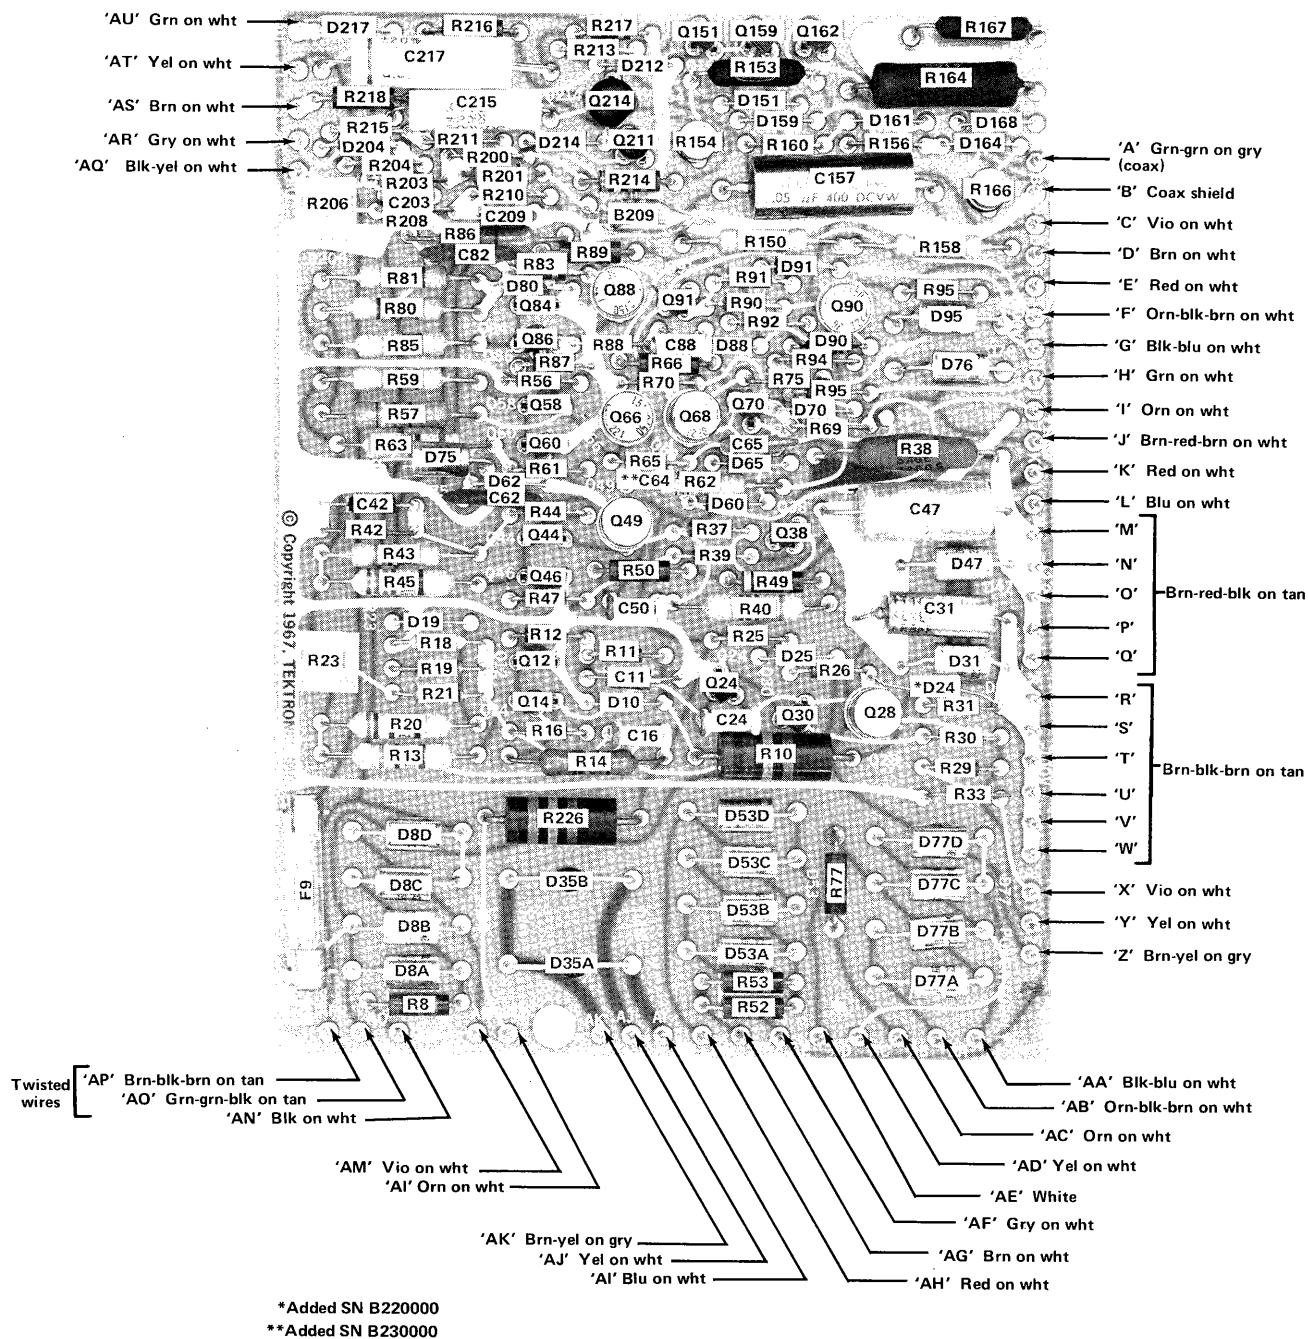 'AU' Grn on wht
D217
R216
R217
Q151
Q159
Q162
R167
R213
D212
'AT' Yel on wht
C217
R153
R164
'AS' Brn on wht
R218
C215
Q214
D151
D159
D161
D168
'AR' Gry on wht
R215
D204
R211
D214
Q211
R154
R160
R156
D164
'A' Grn-grn on gry
(coax)
'AQ' Blk-yel on wht
R204
R200
R201
R210
R203
C203
R208
R206
R214
C157
.05 µF 400 DCVW
R166
'B' Coax shield
C209
B209
'C' Vio on wht
R86
C82
R89
R150
R158
'D' Brn on wht
R81
R83
D80
Q88
R91
D91
R95
'E' Red on wht
R80
Q84
Q91
R90
R92
Q90
D95
'F' Orn-blk-brn on wht
R85
Q86
R87
R88
C88
D88
D90
'G' Blk-blu on wht
R59
R56
R66
R70
R75
R94
R95
D76
'H' Grn on wht
R57
Q58
Q66
Q68
Q70
D70
R69
'I' Orn on wht
R63
D75
Q60
R61
R65
C65
D65
R38
'J' Brn-red-brn on wht
**C64
R62
'K' Red on wht
D62
C62
D60
C47
'L' Blu on wht
C42
R42
R44
Q49
R37
Q38
'M'
R43
Q44
R39
© Copyright 1967, TEKTRO
R45
Q46
R50
R49
D47
'N'
R47
C50
R40
C31
'O'
Brn-red-blk on tan
D19
'P'
R18
R12
R11
R25
R23
R19
Q12
C11
D25
R26
D31
'Q'
R21
Q14
D10
Q24
*D24
R31
'R'
R20
R16
C16
C24
Q30
Q28
R30
'S'
R13
R14
R10
R29
'T'
Brn-blk-brn on tan
R33
'U'
D8D
R226
D53D
D77D
'V'
'W'
F9
D8C
D35B
D53C
R77
D77C
'X' Vio on wht
D8B
D53B
D77B
'Y' Yel on wht
D8A
D35A
D53A
D77A
'Z' Brn-yel on gry
R8
R53
R52
Twisted
wires
'AP' Brn-blk-brn on tan
'AO' Grn-grn-blk on tan
'AN' Blk on wht
'AA' Blk-blu on wht
'AB' Orn-blk-brn on wht
'AC' Orn on wht
'AM' Vio on wht
'AI' Orn on wht
'AD' Yel on wht
'AE' White
'AF' Gry on wht
'AK' Brn-yel on gry
'AJ' Yel on wht
'AI' Blu on wht
'AG' Brn on wht
'AH' Red on wht
*Added SN B220000
**Added SN B230000